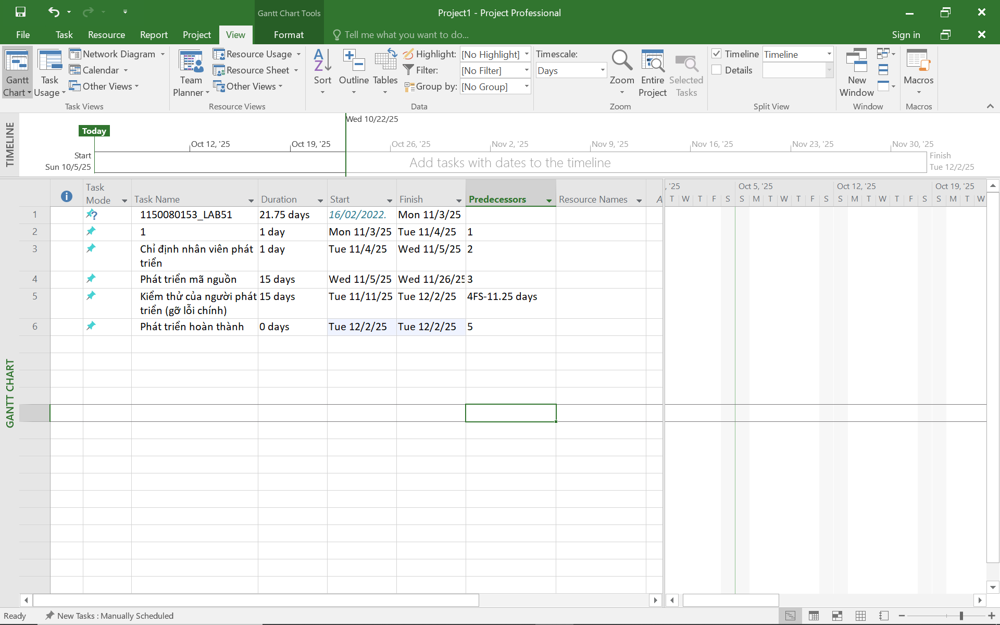 Gantt Chart Tools
Project1 - Project Professional
File
Task
Resource
Report
Project
View
Format
Tell me what you want to do...
Sign in
Gantt Chart
Task Usage
Network Diagram
Calendar
Other Views
Task Views
Team Planner
Resource Usage
Resource Sheet
Other Views
Resource Views
Sort
Outline
Tables
Highlight: [No Highlight]
Filter: [No Filter]
Group by: [No Group]
Data
Timescale:
Days
Zoom
Entire Project
Selected Tasks
Zoom
Timeline Timeline
Details
Split View
New Window
Window
Macros
Macros
TIMELINE
Today
Wed 10/22/25
Oct 12, '25 Oct 19, '25 Oct 26, '25 Nov 2, '25 Nov 9, '25 Nov 16, '25 Nov 23, '25 Nov 30, '25
Start
Sun 10/5/25
Add tasks with dates to the timeline
Finish
Tue 12/2/25
GANTT CHART
Task Mode Task Name Duration Start Finish Predecessors Resource Names A
1 1150080153_LAB51 21.75 days 16/02/2022. Mon 11/3/25
2 1 1 day Mon 11/3/25 Tue 11/4/25 1
3 Chỉ định nhân viên phát triển 1 day Tue 11/4/25 Wed 11/5/25 2
4 Phát triển mã nguồn 15 days Wed 11/5/25 Wed 11/26/25 3
5 Kiểm thử của người phát triển (gỡ lỗi chính) 15 days Tue 11/11/25 Tue 12/2/25 4FS-11.25 days
6 Phát triển hoàn thành 0 days Tue 12/2/25 Tue 12/2/25 5
, '25 Oct 5, '25 Oct 12, '25 Oct 19, '25
T W T F S S M T W T F S S M T W T F S S M T W
Ready
New Tasks : Manually Scheduled